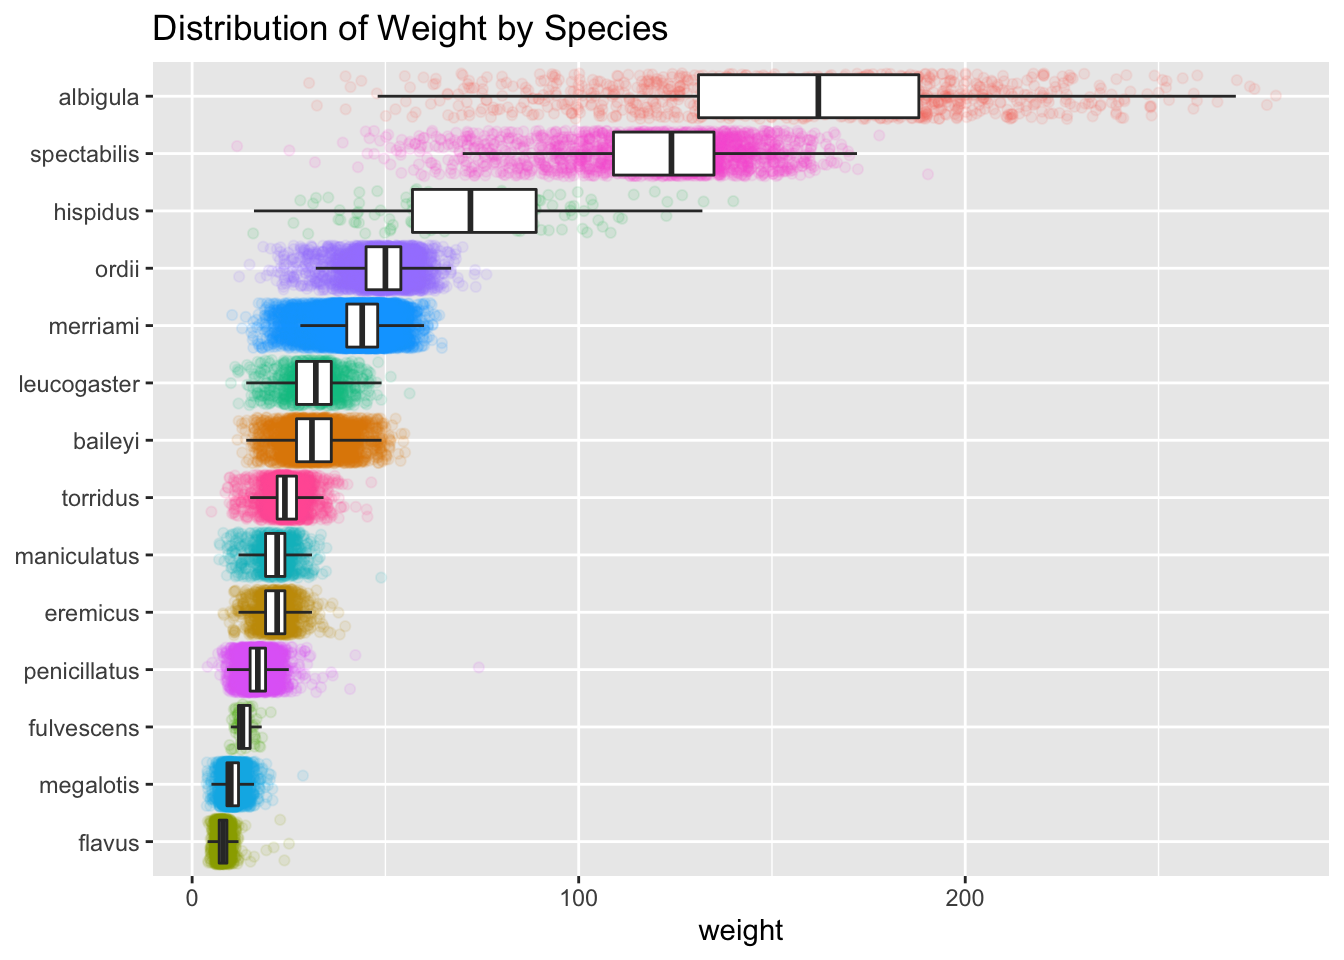 Distribution of Weight by Species
albigula
spectabilis
hispidus
ordii
merriami
leucogaster
baileyi
torridus
maniculatus
eremicus
penicillatus
fulvescens
megalotis
flavus
0 100 200
weight